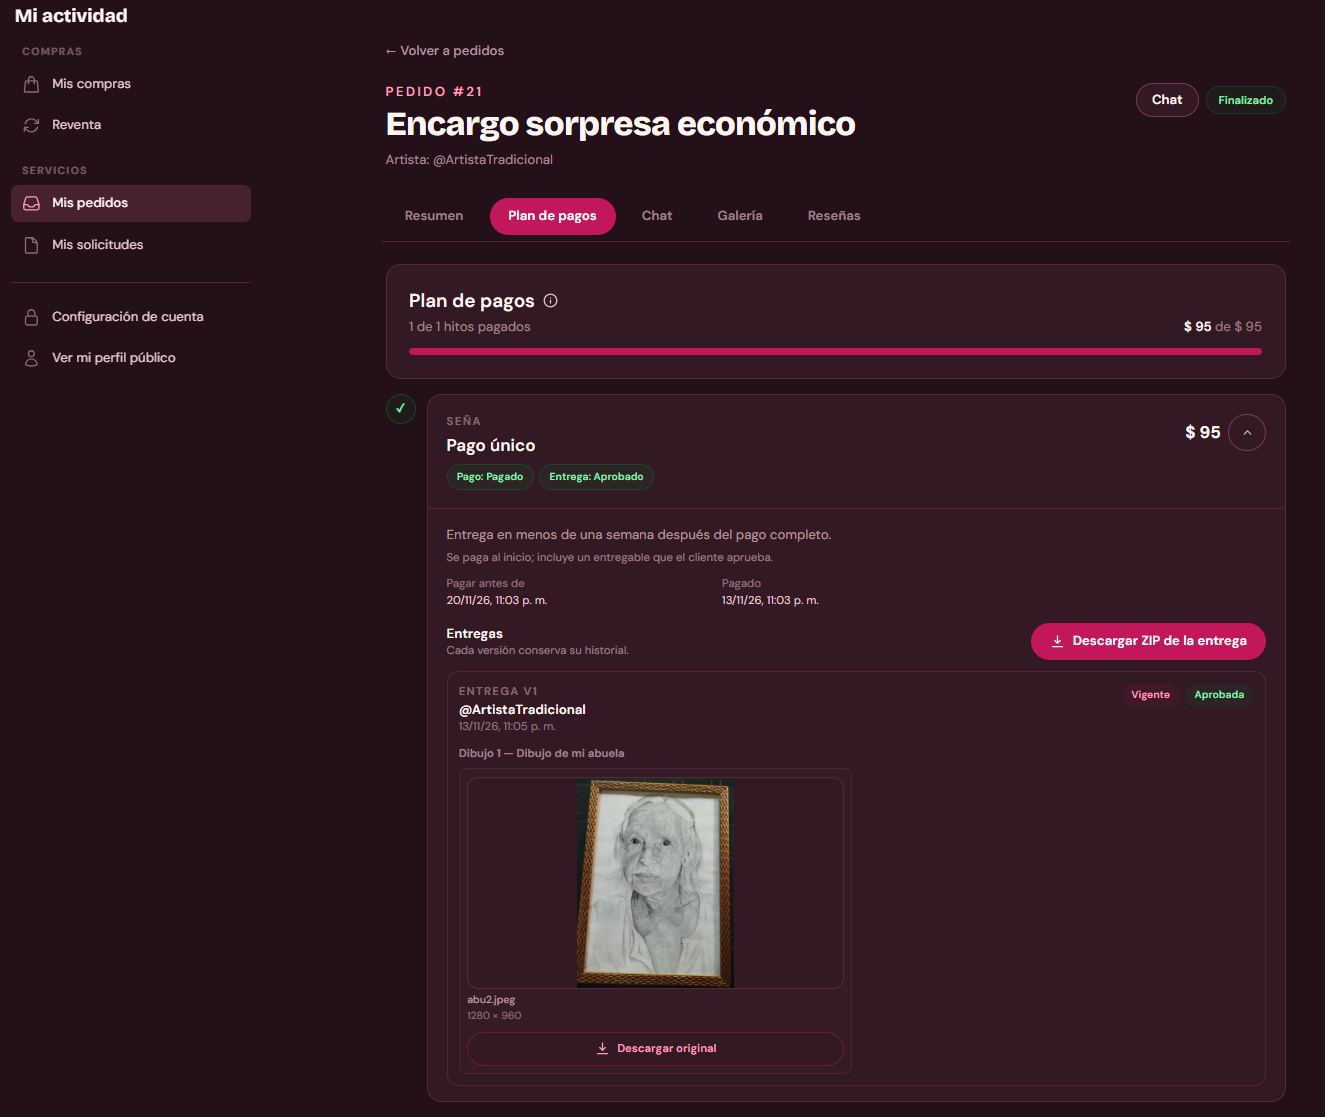 Mi actividad
COMPRAS
Mis compras
Reventa
SERVICIOS
Mis pedidos
Mis solicitudes
Configuración de cuenta
Ver mi perfil público
← Volver a pedidos
PEDIDO #21
Encargo sorpresa económico
Artista: @ArtistaTradicional
Chat
Finalizado
Resumen
Plan de pagos
Chat
Galería
Reseñas
Plan de pagos
1 de 1 hitos pagados
$ 95 de $ 95
SEÑA
Pago único
$ 95
Pago: Pagado
Entrega: Aprobado
Entrega en menos de una semana después del pago completo.
Se paga al inicio; incluye un entregable que el cliente aprueba.
Pagar antes de
20/11/26, 11:03 p. m.
Pagado
13/11/26, 11:03 p. m.
Entregas
Cada versión conserva su historial.
Descargar ZIP de la entrega
ENTREGA V1
@ArtistaTradicional
13/11/26, 11:05 p. m.
Vigente
Aprobada
Dibujo 1 — Dibujo de mi abuela
abu2.jpeg
1280 × 960
Descargar original